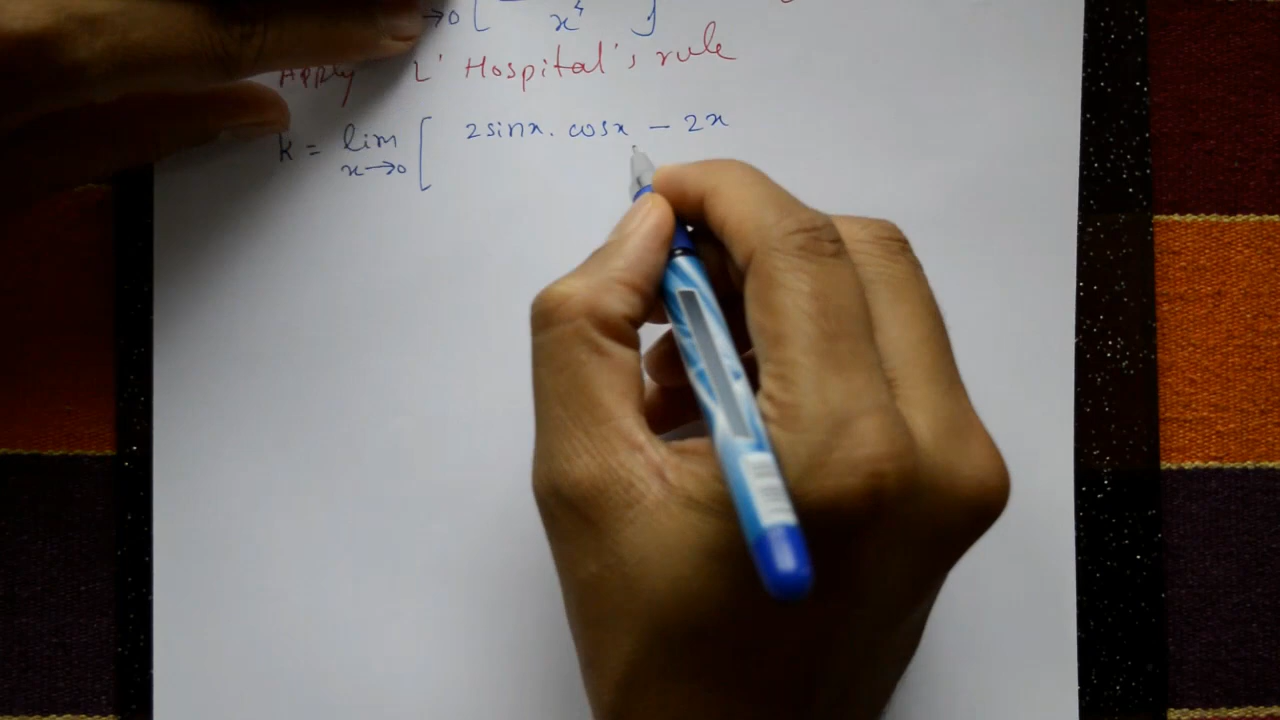 →0 [ x⁴ ]
Apply L' Hospital's rule
k = lim x→0 [ 2sinx. cosx − 2x